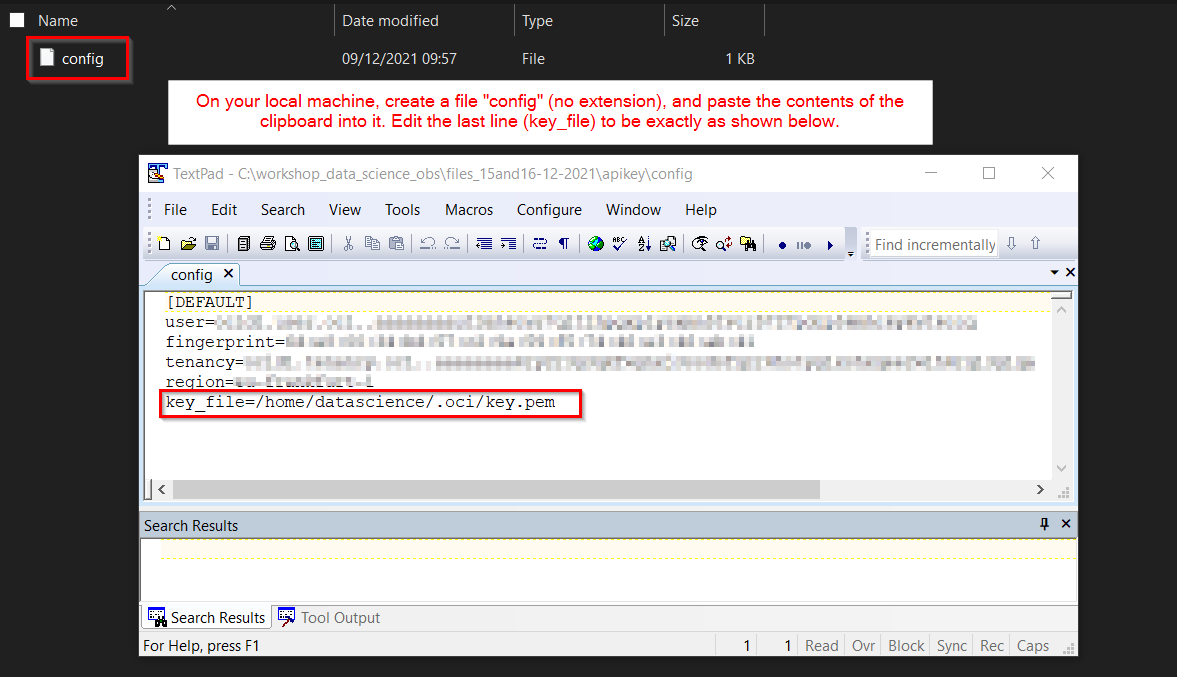 Name Date modified Type Size
config 09/12/2021 09:57 File 1 KB
On your local machine, create a file "config" (no extension), and paste the contents of the
clipboard into it. Edit the last line (key_file) to be exactly as shown below.
TextPad - C:\workshop_data_science_obs\files_15and16-12-2021\apikey\config
File Edit Search View Tools Macros Configure Window Help
Find incrementally
config
[DEFAULT]
user=
fingerprint=
tenancy=
region=
key_file=/home/datascience/.oci/key.pem
Search Results
Search Results Tool Output
For Help, press F1 1 1 Read Ovr Block Sync Rec Caps